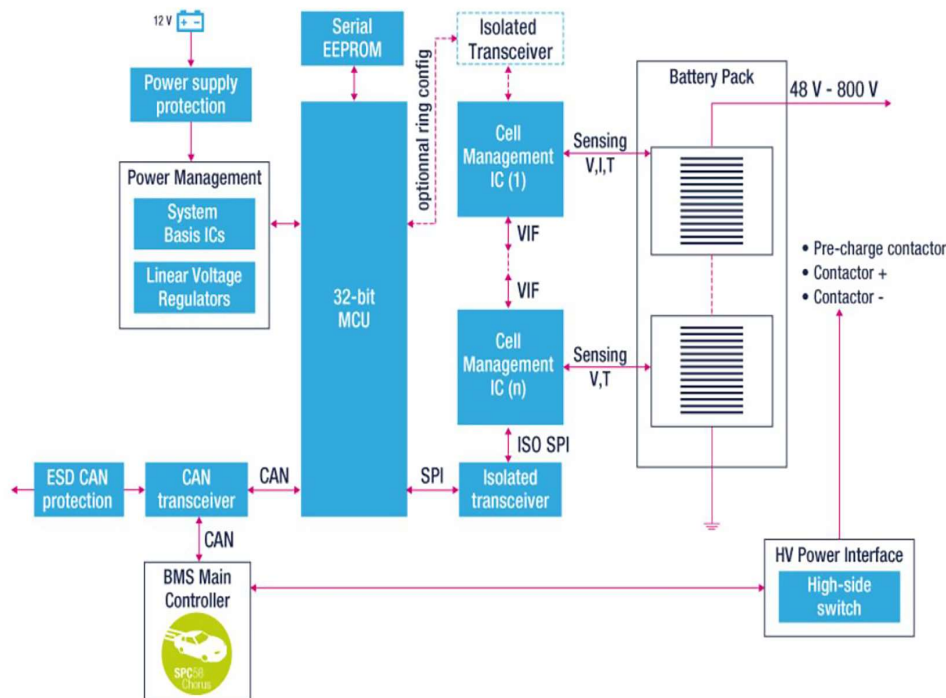 12 V
Serial
EEPROM
Isolated
Transceiver
Battery Pack
48 V - 800 V
Power supply
protection
optionnal ring config
Cell
Management
IC (1)
Sensing
V,I,T
Power Management
System
Basis ICs
Linear Voltage
Regulators
32-bit
MCU
VIF
VIF
• Pre-charge contactor
• Contactor +
• Contactor -
Cell
Management
IC (n)
Sensing
V,T
ISO SPI
ESD CAN
protection
CAN
transceiver
CAN
SPI
Isolated
transceiver
CAN
BMS Main
Controller
SPC56
Chorus
HV Power Interface
High-side
switch